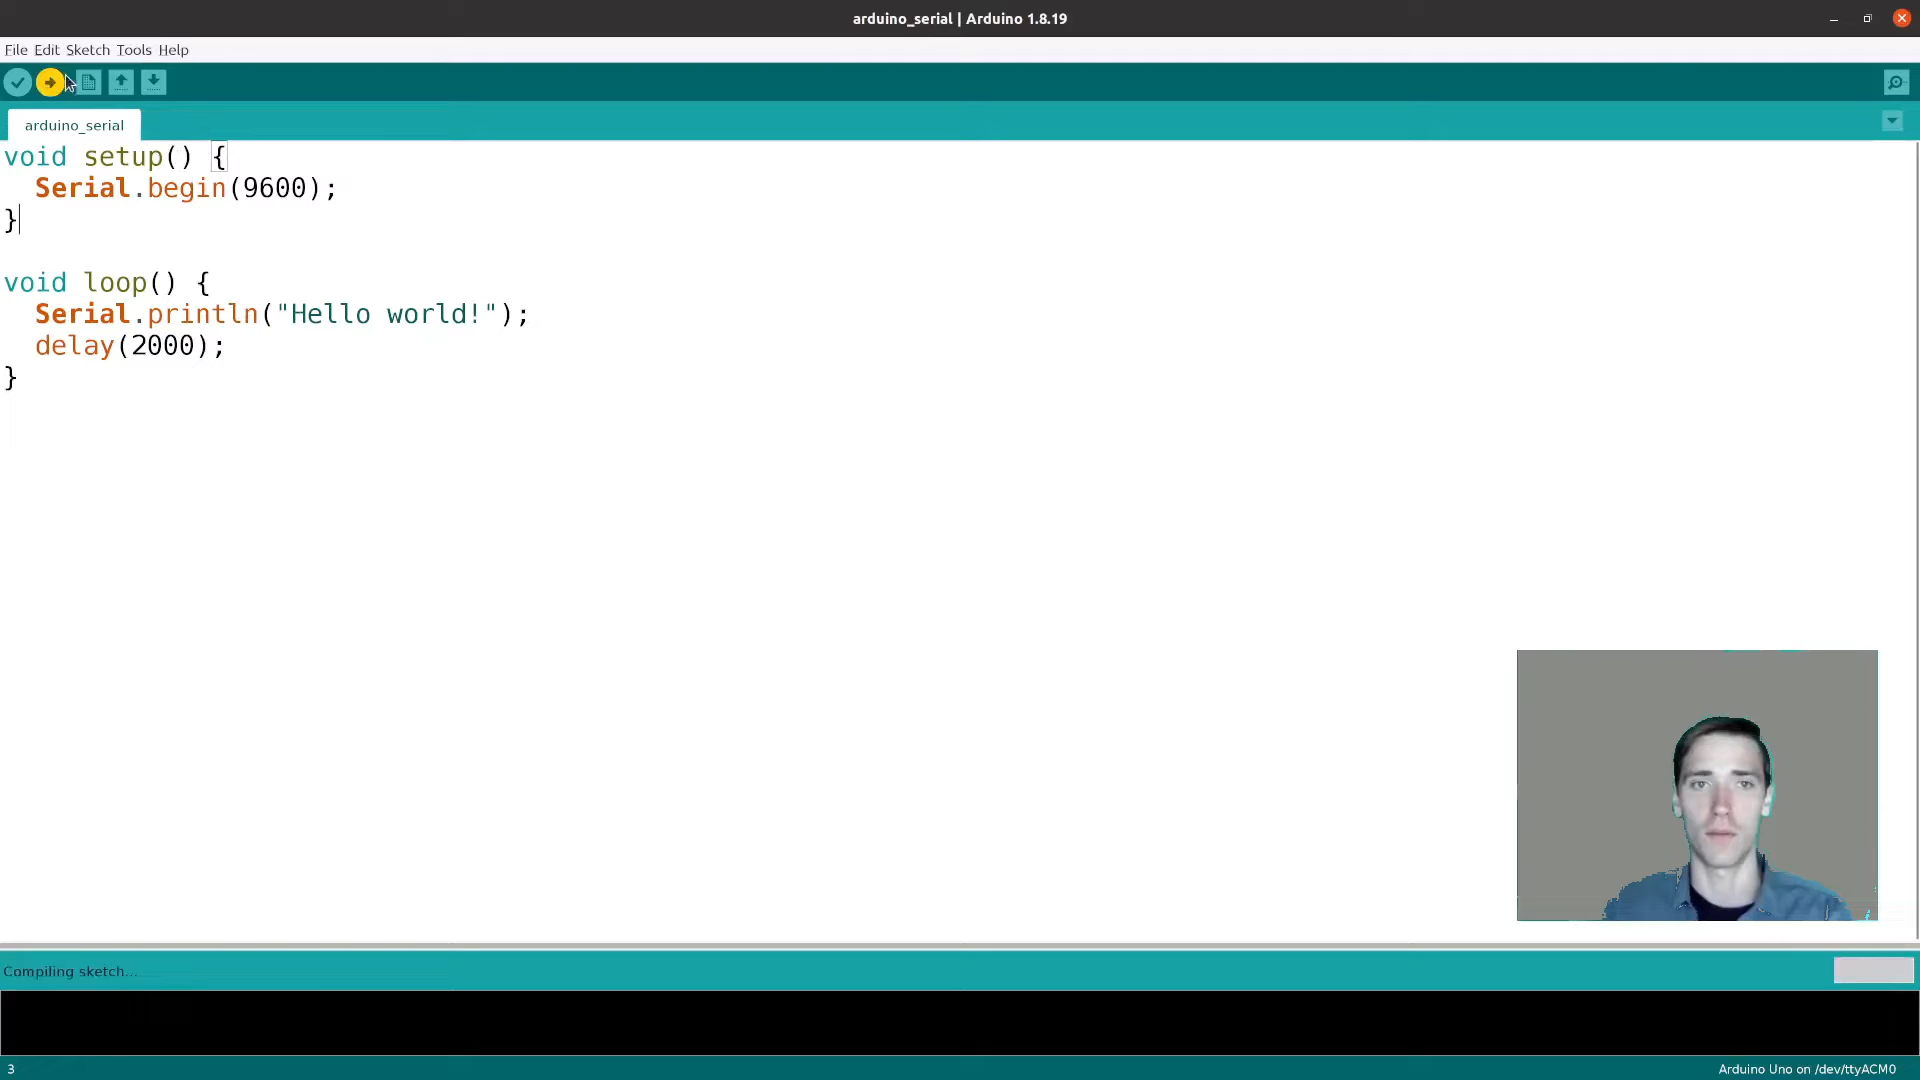 arduino_serial | Arduino 1.8.19
File Edit Sketch Tools Help
arduino_serial
void setup() {
  Serial.begin(9600);
}
void loop() {
  Serial.println("Hello world!");
  delay(2000);
}
Compiling sketch...
3
Arduino Uno on /dev/ttyACM0